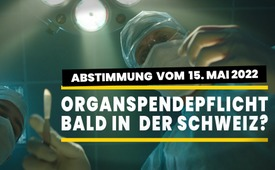 ABSTIMMUNG VOM 15. MAI 2022
ORGANSPENDEPFLICHT
BALD IN DER SCHWEIZ?